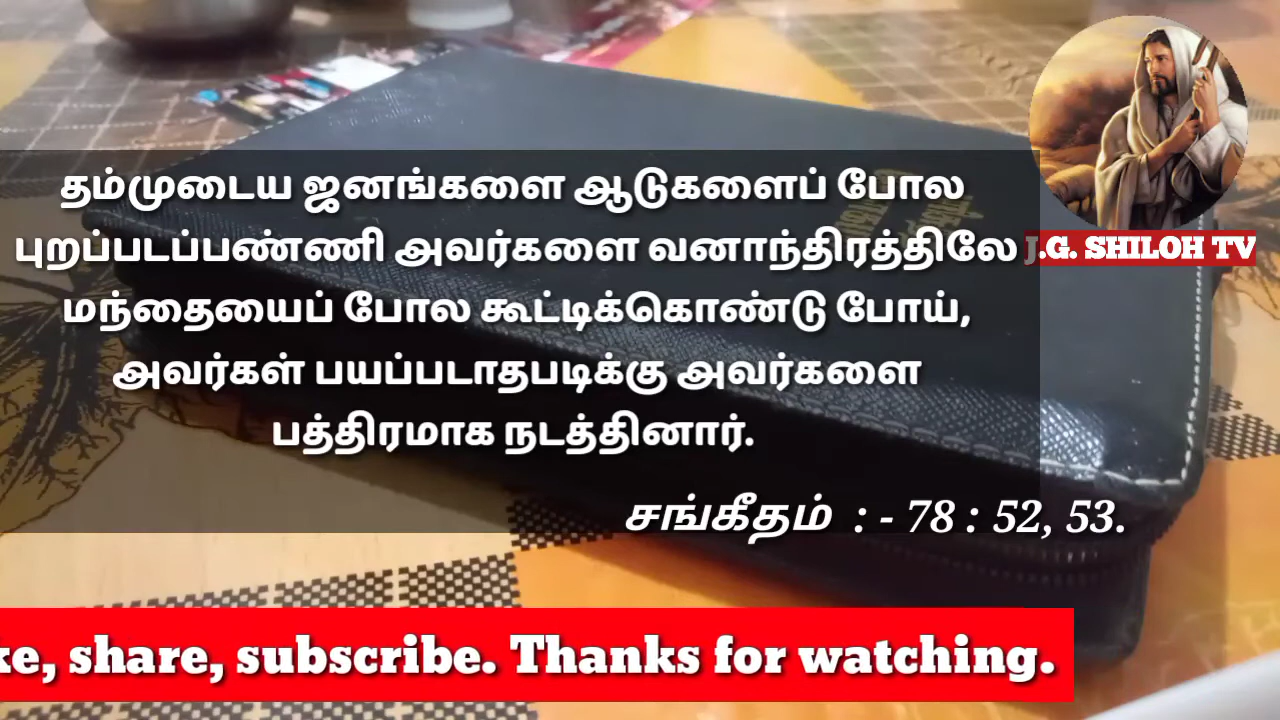 தம்முடைய ஜனங்களை ஆடுகளைப் போல
புறப்படப்பண்ணி அவர்களை வனாந்திரத்திலே
மந்தையைப் போல கூட்டிக்கொண்டு போய்,
அவர்கள் பயப்படாதபடிக்கு அவர்களை
பத்திரமாக நடத்தினார்.
சங்கீதம் : - 78 : 52, 53.
J.G. SHILOH TV
share, subscribe. Thanks for watching.